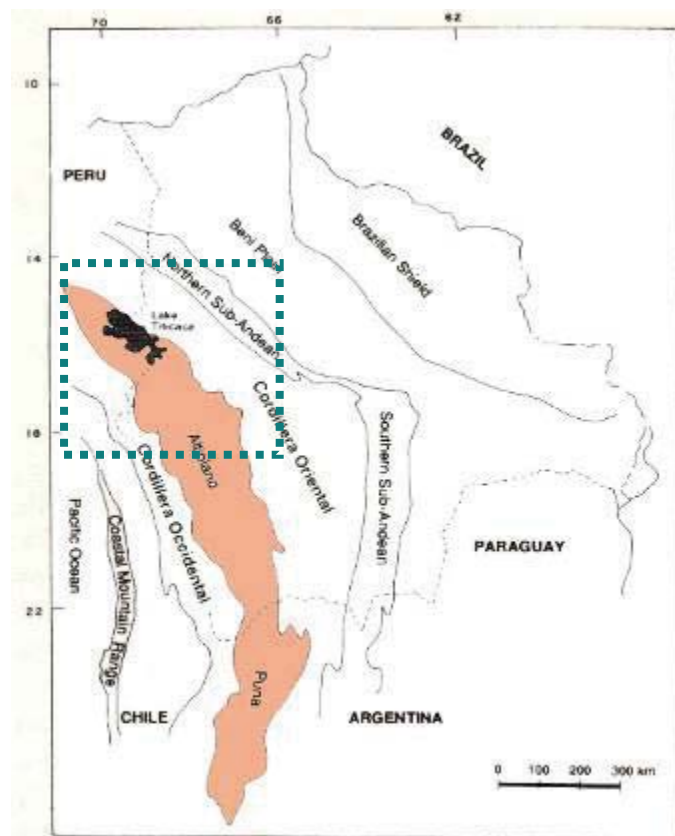 70 66 62
10
BRAZIL
PERU
Beni Plain
Brazilian Shield
14
Northern Sub-Andean
Lake
Titicaca
Cordillera Oriental
Southern Sub-Andean
18
Altiplano
Cordillera Occidental
Pacific Ocean
Coastal Mountain Range
PARAGUAY
22
Puna
CHILE
ARGENTINA
0 100 200 300 km